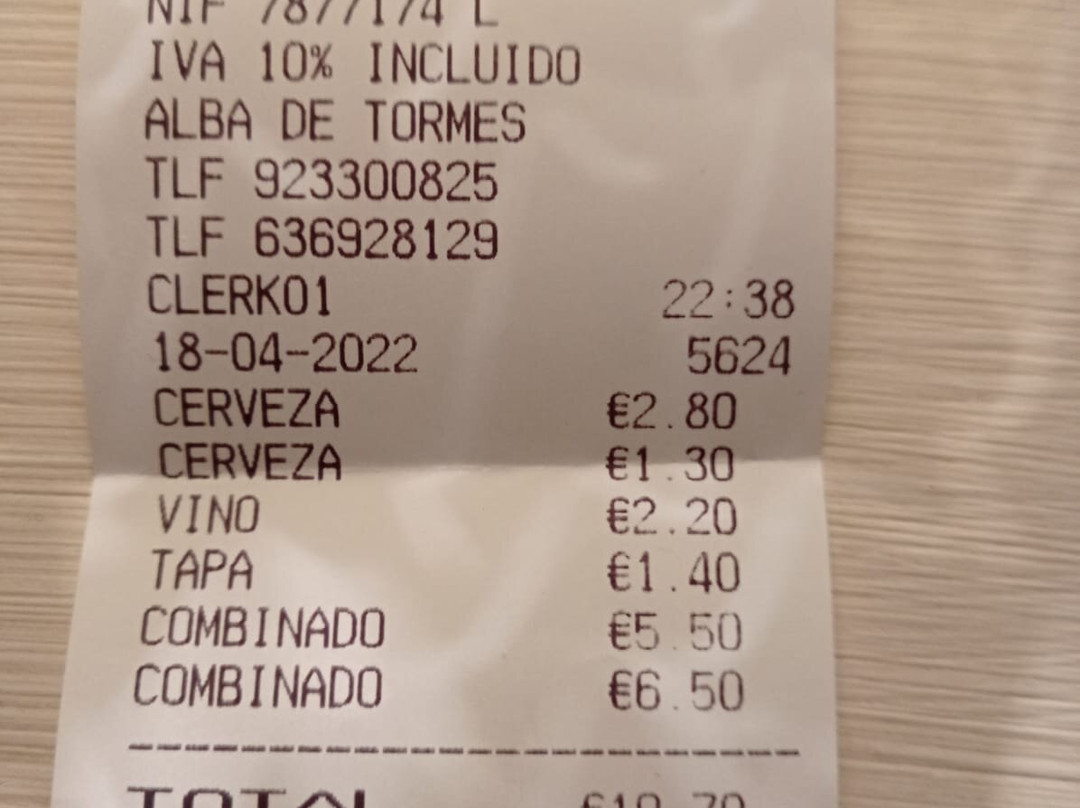 IVA 10% INCLUIDO
ALBA DE TORMES
TLF 923300825
TLF 636928129
CLERK01 22:38
18-04-2022 5624
CERVEZA €2.80
CERVEZA €1.30
VINO €2.20
TAPA €1.40
COMBINADO €5.50
COMBINADO €6.50
TOTAL